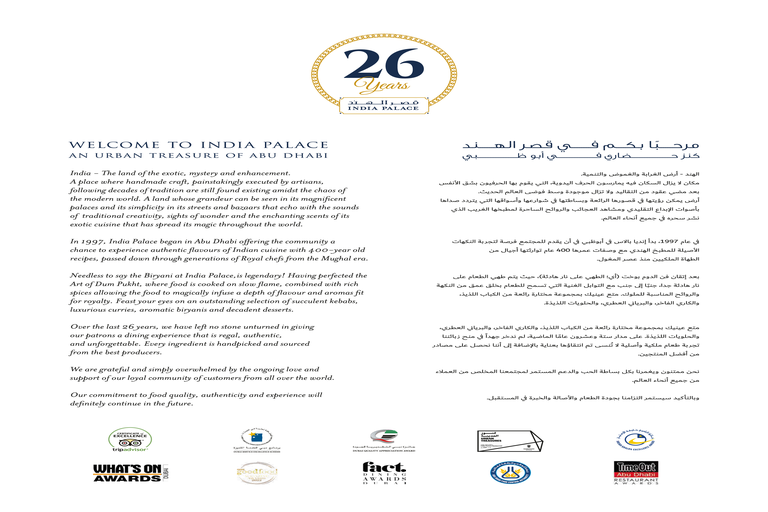 26
Years
قصر الهند
INDIA PALACE
WELCOME TO INDIA PALACE
AN URBAN TREASURE OF ABU DHABI
India – The land of the exotic, mystery and enhancement.
A place where handmade craft, painstakingly executed by artisans,
following decades of tradition are still found existing amidst the chaos of
the modern world. A land whose grandeur can be seen in its magnificent
palaces and its simplicity in its streets and bazaars that echo with the sounds
of traditional creativity, sights of wonder and the enchanting scents of its
exotic cuisine that has spread its magic throughout the world.
In 1997, India Palace began in Abu Dhabi offering the community a
chance to experience authentic flavours of Indian cuisine with 400–year old
recipes, passed down through generations of Royal chefs from the Mughal era.
Needless to say the Biryani at India Palace,is legendary! Having perfected the
Art of Dum Pukht, where food is cooked on slow flame, combined with rich
spices allowing the food to magically infuse a depth of flavour and aromas fit
for royalty. Feast your eyes on an outstanding selection of succulent kebabs,
luxurious curries, aromatic biryanis and decadent desserts.
Over the last 26 years, we have left no stone unturned in giving
our patrons a dining experience that is regal, authentic,
and unforgettable. Every ingredient is handpicked and sourced
from the best producers.
We are grateful and simply overwhelmed by the ongoing love and
support of our loyal community of customers from all over the world.
Our commitment to food quality, authenticity and experience will
definitely continue in the future.
مرحبًا بكم في قصر الهند
كنز حضاري في أبو ظبي
الهند - أرض الغرابة والغموض والتنمية.
مكان لا يزال السكان فيه يمارسون الحرف اليدوية، التي يقوم بها الحرفيون بشق الأنفس
بعد مضي عقود من التقاليد ولا تزال موجودة وسط فوضى العالم الحديث.
أرض يمكن رؤيتها في قصورها الرائعة وبساطتها في شوارعها وأسواقها التي يتردد صداها
بأصوات الإبداع التقليدي ومشاهد العجائب والروائح الساحرة لمطبخها الغريب الذي
نشر سحره في جميع أنحاء العالم.
في عام 1997، بدأ إنديا بالاس في أبوظبي في أن يقدم للمجتمع فرصة لتجربة النكهات
الأصيلة للمطبخ الهندي مع وصفات عمرها 400 عام توارثتها أجيال من
الطهاة الملكيين منذ عصر المغول.
بعد إتقان فن الدوم بوخت (أي: الطهي على نار هادئة)، حيث يتم طهي الطعام على
نار هادئة جدا، جنبًا إلى جنب مع التوابل الغنية التي تسمح للطعام بخلق عمق من النكهة
والروائح المناسبة للملوك. متع عينيك بمجموعة مختارة رائعة من الكباب اللذيذ،
والكاري الفاخر والبرياني العطري، والحلويات اللذيذة.
متع عينيك بمجموعة مختارة رائعة من الكباب اللذيذ، والكاري الفاخر والبرياني العطري،
والحلويات اللذيذة. على مدار ستة وعشرون عامًا الماضية، لم ندخر جهداً في منح زبائننا
تجربة طعام ملكية وأصلية لا تُنسى تم انتقاؤها بعناية بالإضافة إلى أننا نحصل على مصادر
من أفضل المنتجين.
نحن ممتنون ويغمرنا بكل بساطة الحب والدعم المستمر لمجتمعنا المخلص من العملاء
من جميع أنحاء العالم.
وبالتأكيد سيستمر التزامنا بجودة الطعام والأصالة والخبرة في المستقبل.
CERTIFICATE of
EXCELLENCE
tripadvisor
URBAN
TREASURES
WHAT'S ON
AWARDS
DUBAI
fact.
DINING
AWARDS
DUBAI
TimeOut
Abu Dhabi
RESTAURANT
AWARDS